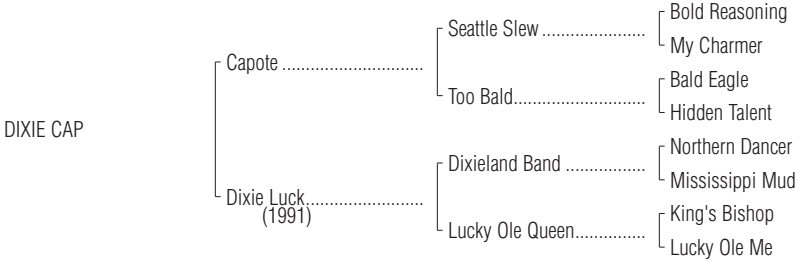 Bold Reasoning
Seattle Slew ......................
My Charmer
Capote .............................
Bald Eagle
Too Bald...........................
Hidden Talent
DIXIE CAP
Northern Dancer
Dixieland Band ................
Mississippi Mud
Dixie Luck........................
(1991)
King's Bishop
Lucky Ole Queen...............
Lucky Ole Me